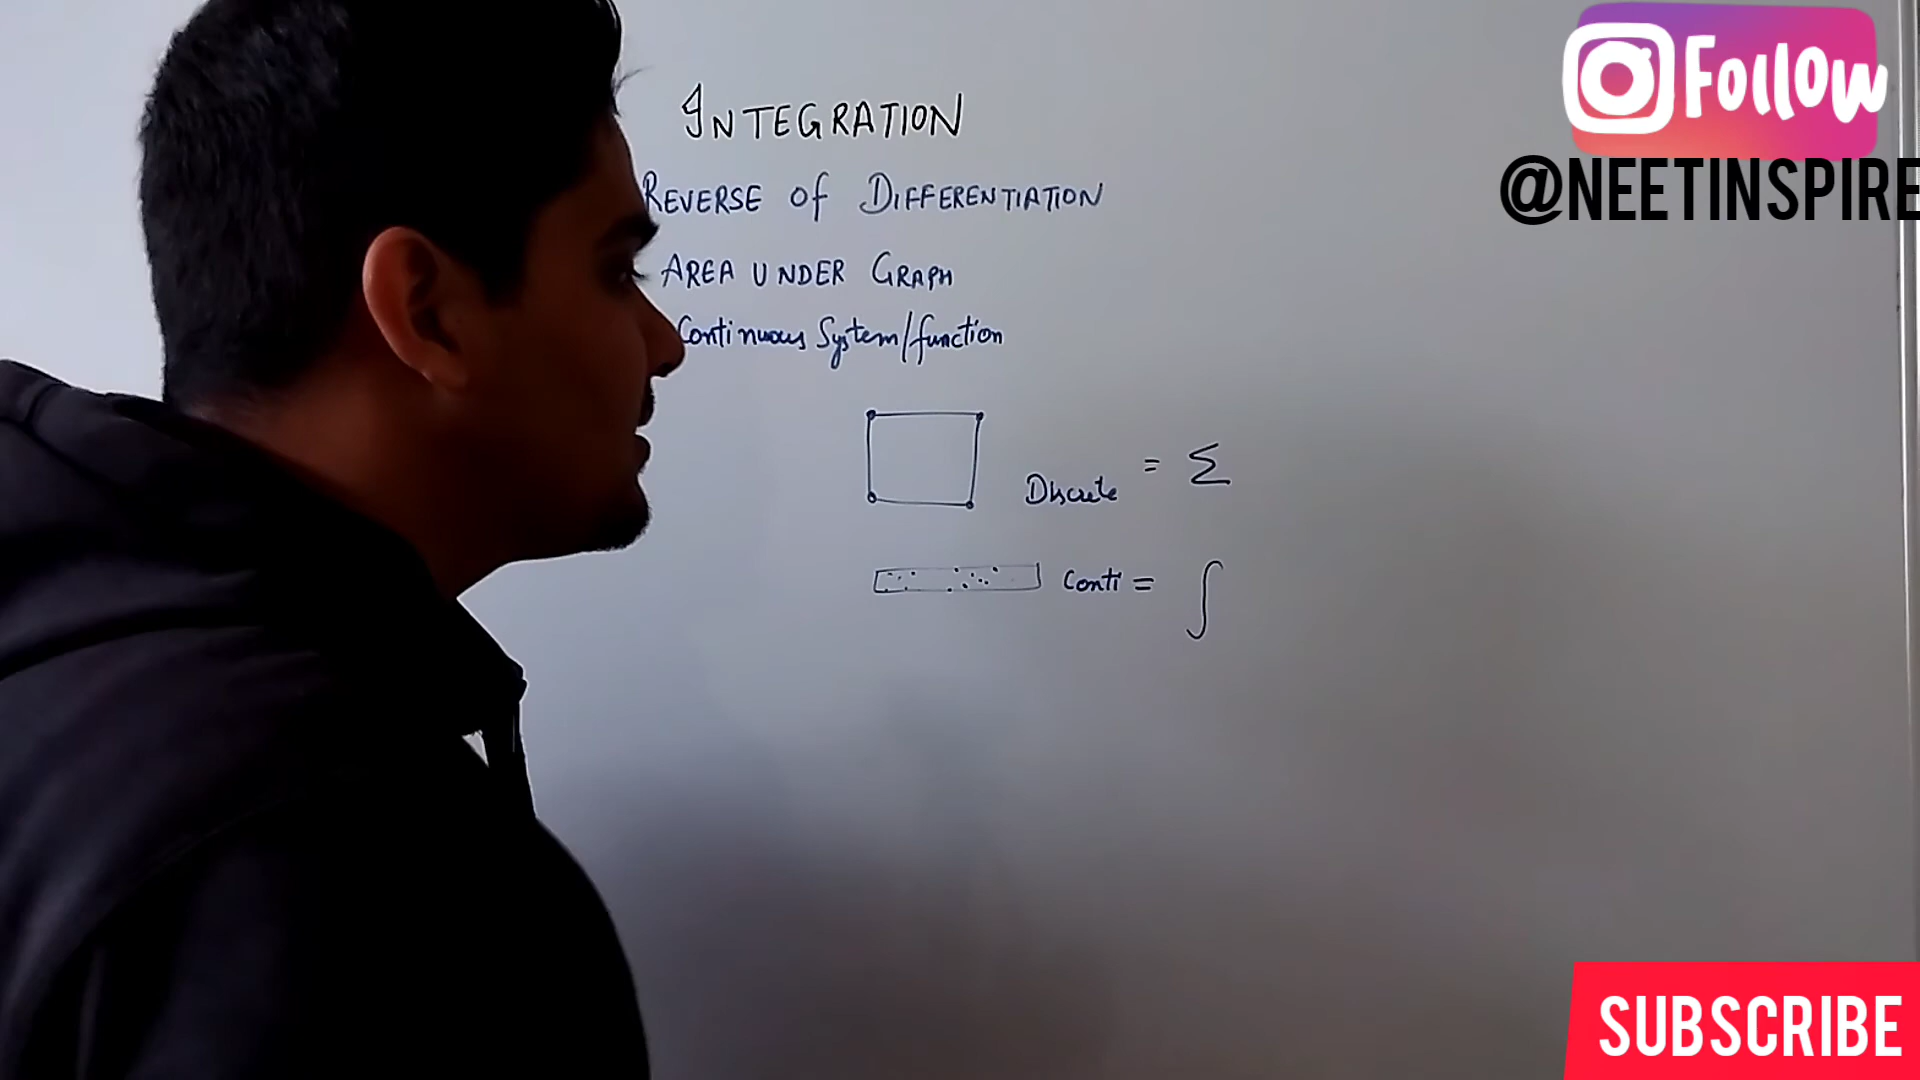 INTEGRATION
REVERSE OF DIFFERENTIATION
AREA UNDER GRAPH
Continuous System/function
Discrete = Σ
Conti = ∫
Follow
@NEETINSPIRE
SUBSCRIBE